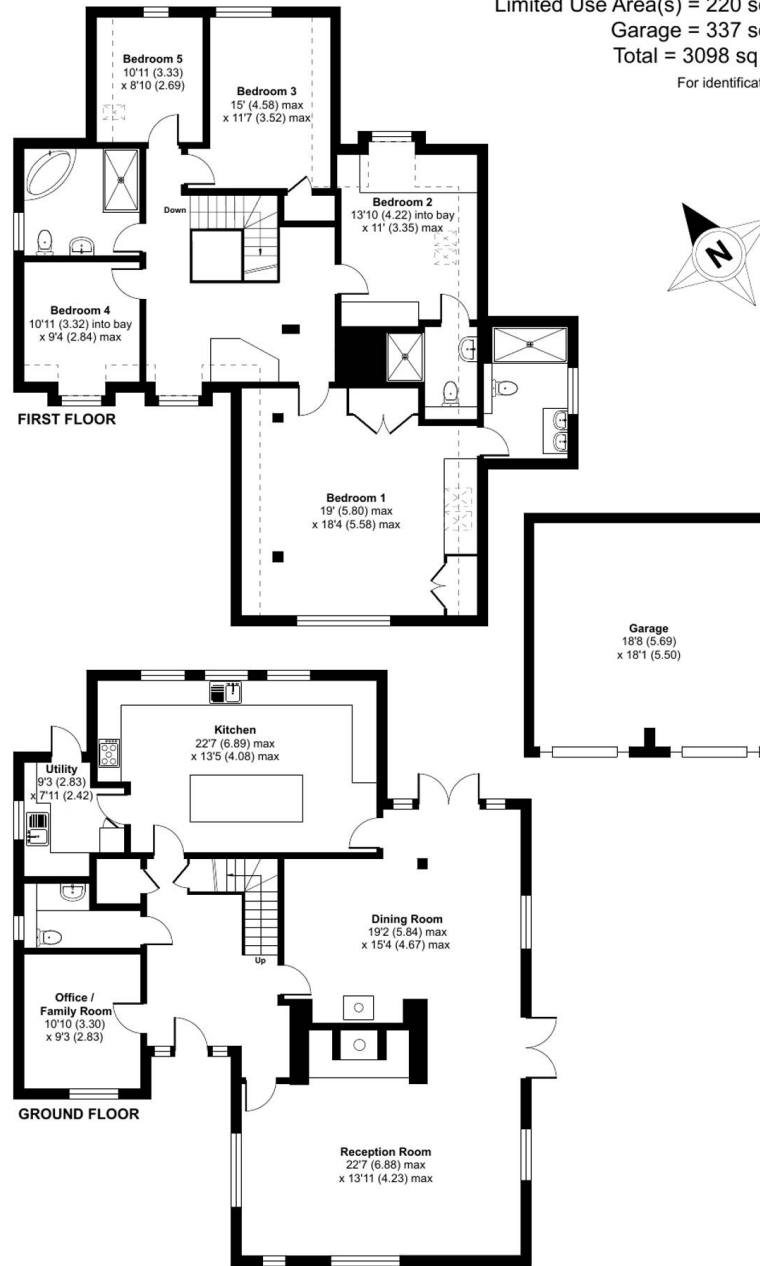 Limited Use Area(s) = 220 s
Garage = 337 s
Total = 3098 sq
For identificat
N
Bedroom 5
10'11 (3.33)
x 8'10 (2.69)
Bedroom 3
15' (4.58) max
x 11'7 (3.52) max
Down
Bedroom 2
13'10 (4.22) into bay
x 11' (3.35) max
Bedroom 4
10'11 (3.32) into bay
x 9'4 (2.84) max
FIRST FLOOR
Bedroom 1
19' (5.80) max
x 18'4 (5.58) max
Garage
18'8 (5.69)
x 18'1 (5.50)
Kitchen
22'7 (6.89) max
x 13'5 (4.08) max
Utility
9'3 (2.83)
x 7'11 (2.42)
Dining Room
19'2 (5.84) max
x 15'4 (4.67) max
Up
Office /
Family Room
10'10 (3.30)
x 9'3 (2.83)
GROUND FLOOR
Reception Room
22'7 (6.88) max
x 13'11 (4.23) max